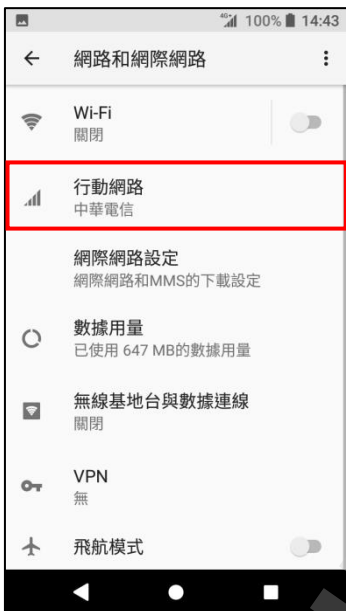 4G 100% 14:43
網路和網際網路
Wi-Fi
關閉
行動網路
中華電信
網際網路設定
網際網路和MMS的下載設定
數據用量
已使用 647 MB的數據用量
無線基地台與數據連線
關閉
VPN
無
飛航模式